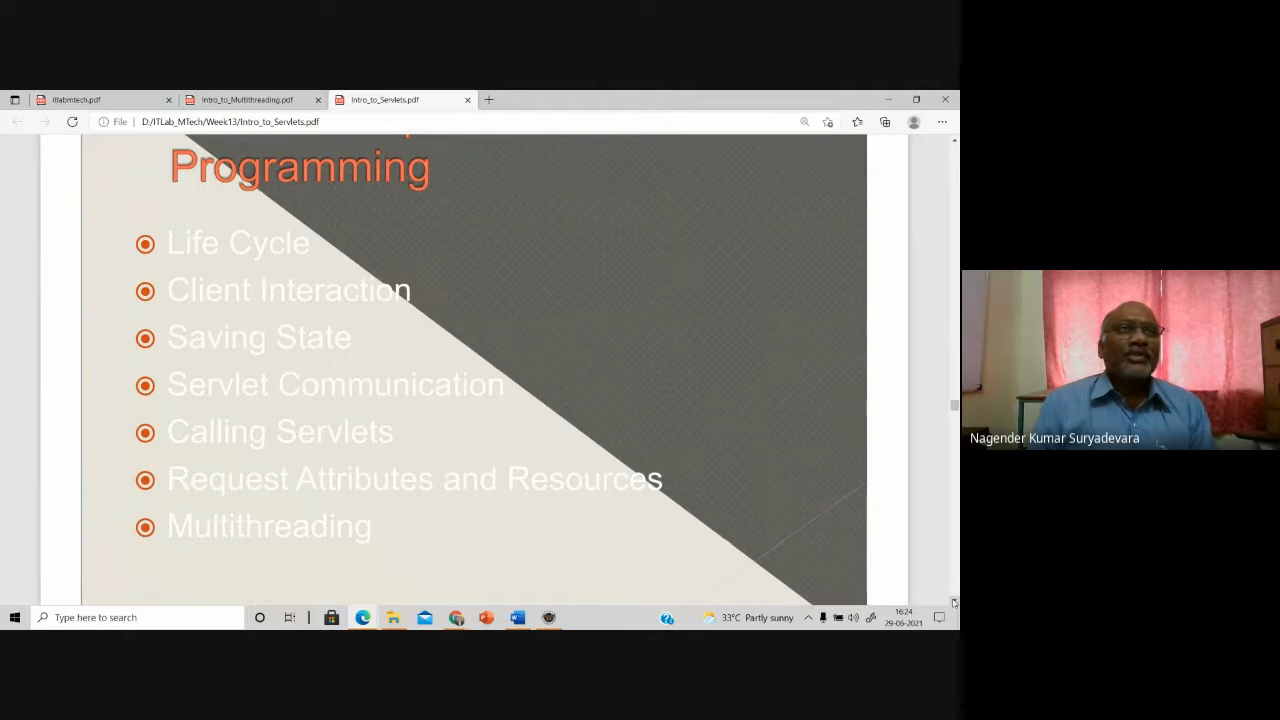 itlabmtech.pdf
Intro_to_Multithreading.pdf
Intro_to_Servlets.pdf
File | D:/ITLab_MTech/Week13/Intro_to_Servlets.pdf
Programming
Life Cycle
Client Interaction
Saving State
Servlet Communication
Calling Servlets
Request Attributes and Resources
Multithreading
Nagender Kumar Suryadevara
Type here to search
33°C Partly sunny
16:24
29-06-2021